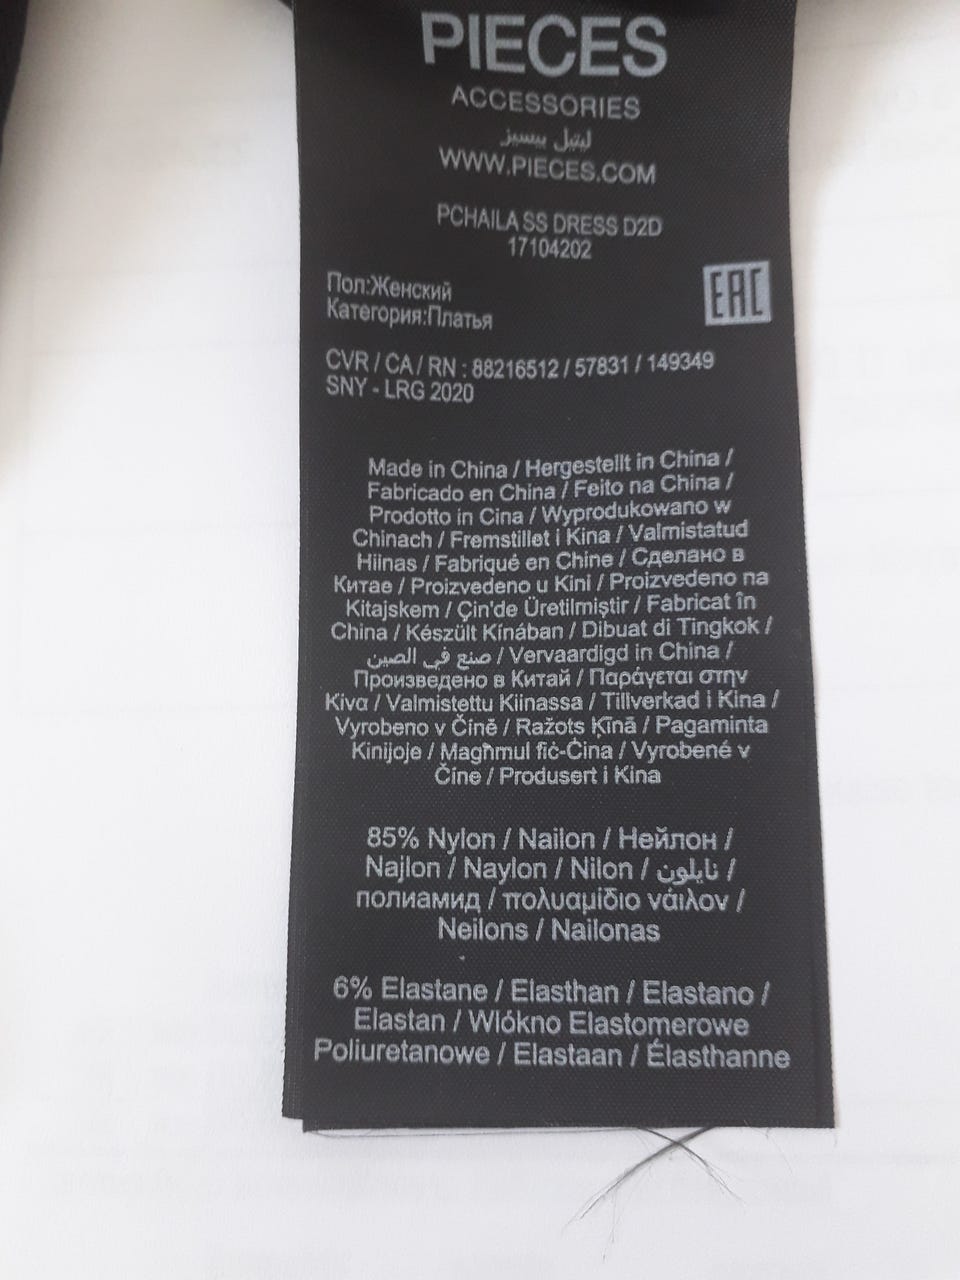 PIECES
ACCESSORIES
ليتيل بيسيز
WWW.PIECES.COM
PCHAILA SS DRESS D2D
17104202
Пол:Женский
Категория:Платья
EAC
CVR / CA / RN : 88216512 / 57831 / 149349
SNY - LRG 2020
Made in China / Hergestellt in China /
Fabricado en China / Feito na China /
Prodotto in Cina / Wyprodukowano w
Chinach / Fremstillet i Kina / Valmistatud
Hiinas / Fabriqué en Chine / Сделано в
Китае / Proizvedeno u Kini / Proizvedeno na
Kitajskem / Çin'de Üretilmiştir / Fabricat în
China / Készült Kínában / Dibuat di Tingkok /
صنع في الصين / Vervaardigd in China /
Произведено в Китай / Παράγεται στην
Κίνα / Valmistettu Kiinassa / Tillverkad i Kina /
Vyrobeno v Číně / Ražots Ķīnā / Pagaminta
Kinijoje / Magħmul fiċ-Ċina / Vyrobené v
Číne / Produsert i Kina
85% Nylon / Nailon / Нейлон /
Najlon / Naylon / Nilon / نايلون /
полиамид / πολυαμίδιο νάιλον /
Neilons / Nailonas
6% Elastane / Elasthan / Elastano /
Elastan / Wlókno Elastomerowe
Poliuretanowe / Elastaan / Élasthanne